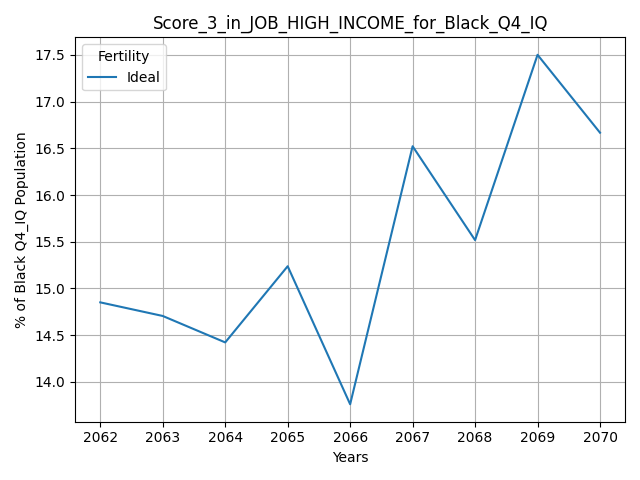 Score_3_in_JOB_HIGH_INCOME_for_Black_Q4_IQ
Fertility
Ideal
17.5
17.0
16.5
16.0
15.5
15.0
14.5
14.0
% of Black Q4_IQ Population
2062 2063 2064 2065 2066 2067 2068 2069 2070
Years